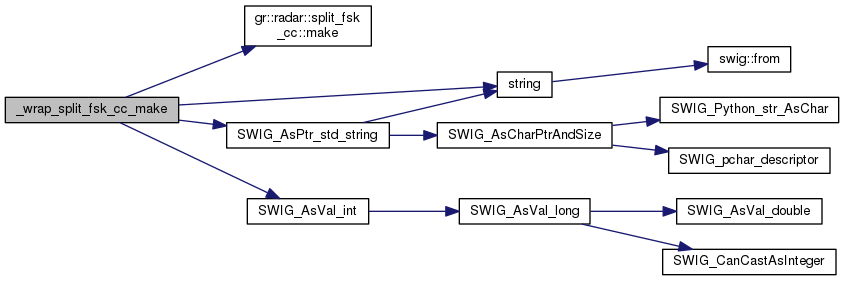 gr::radar::split_fsk
_cc::make
swig::from
string
_wrap_split_fsk_cc_make
SWIG_Python_str_AsChar
SWIG_AsPtr_std_string
SWIG_AsCharPtrAndSize
SWIG_pchar_descriptor
SWIG_AsVal_int
SWIG_AsVal_long
SWIG_AsVal_double
SWIG_CanCastAsInteger